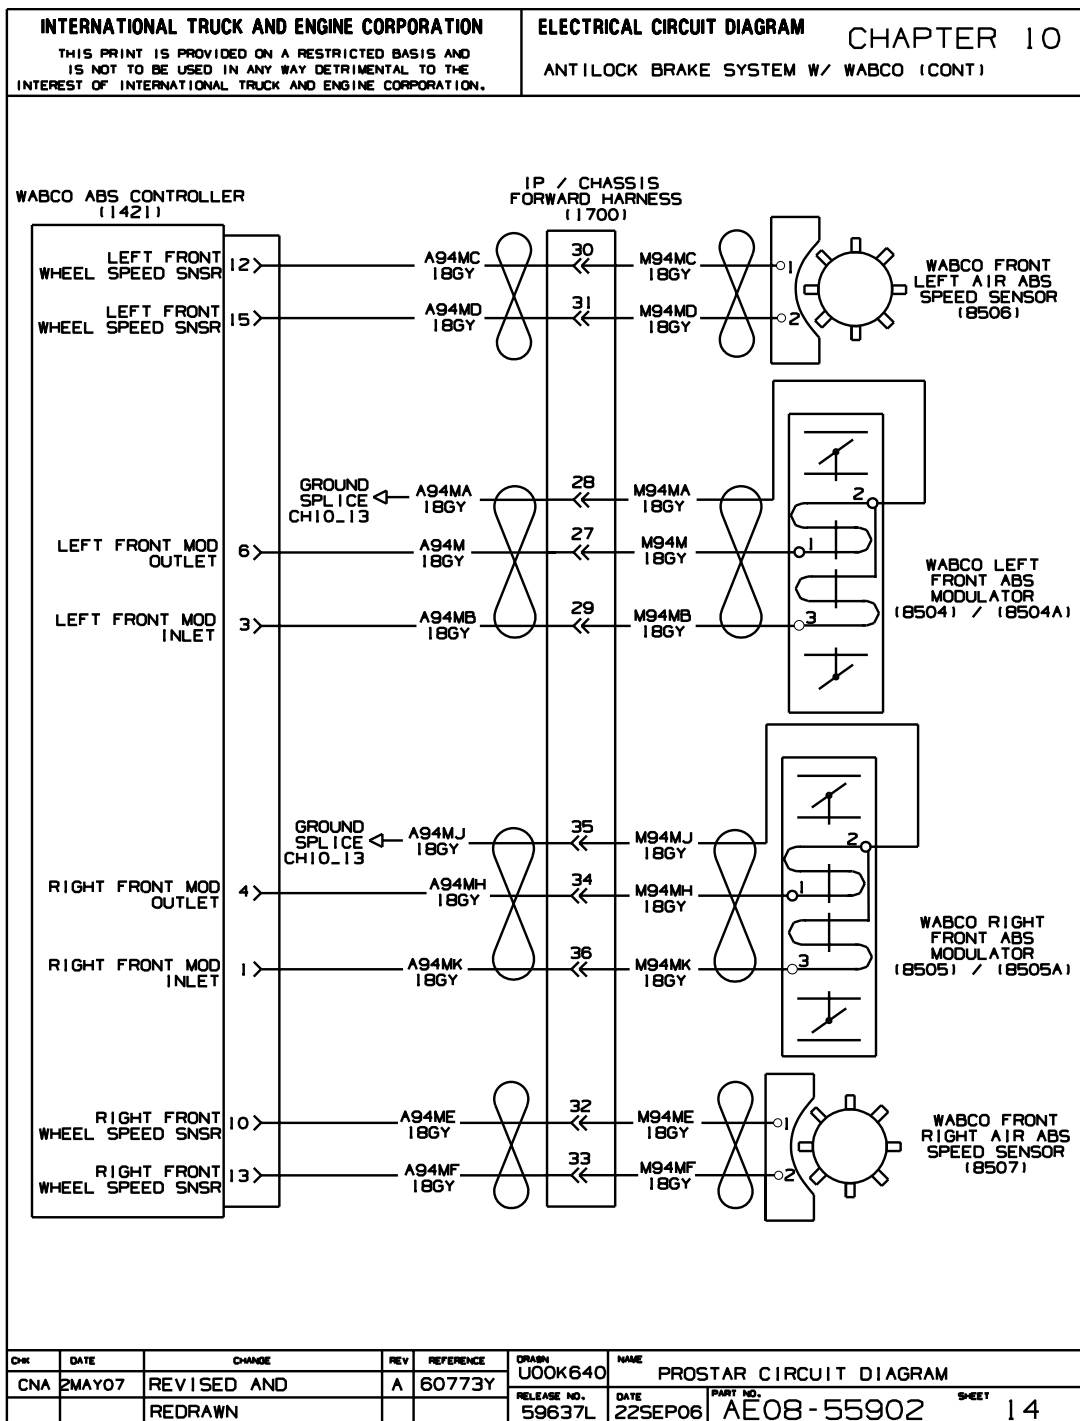 INTERNATIONAL TRUCK AND ENGINE CORPORATION
THIS PRINT IS PROVIDED ON A RESTRICTED BASIS AND
IS NOT TO BE USED IN ANY WAY DETRIMENTAL TO THE
INTEREST OF INTERNATIONAL TRUCK AND ENGINE CORPORATION.
ELECTRICAL CIRCUIT DIAGRAM
CHAPTER 10
ANTILOCK BRAKE SYSTEM W/ WABCO (CONT)
WABCO ABS CONTROLLER
(1421)
IP / CHASSIS
FORWARD HARNESS
(1700)
LEFT FRONT
WHEEL SPEED SNSR
12
A94MC
18GY
30
M94MC
18GY
1
LEFT FRONT
WHEEL SPEED SNSR
15
A94MD
18GY
31
M94MD
18GY
2
WABCO FRONT
LEFT AIR ABS
SPEED SENSOR
(8506)
GROUND
SPLICE
CH10_13
A94MA
18GY
28
M94MA
18GY
2
LEFT FRONT MOD
OUTLET
6
A94M
18GY
27
M94M
18GY
1
LEFT FRONT MOD
INLET
3
A94MB
18GY
29
M94MB
18GY
3
WABCO LEFT
FRONT ABS
MODULATOR
(8504) / (8504A)
GROUND
SPLICE
CH10_13
A94MJ
18GY
35
M94MJ
18GY
2
RIGHT FRONT MOD
OUTLET
4
A94MH
18GY
34
M94MH
18GY
1
RIGHT FRONT MOD
INLET
1
A94MK
18GY
36
M94MK
18GY
3
WABCO RIGHT
FRONT ABS
MODULATOR
(8505) / (8505A)
RIGHT FRONT
WHEEL SPEED SNSR
10
A94ME
18GY
32
M94ME
18GY
1
RIGHT FRONT
WHEEL SPEED SNSR
13
A94MF
18GY
33
M94MF
18GY
2
WABCO FRONT
RIGHT AIR ABS
SPEED SENSOR
(8507)
CHK DATE CHANGE REV REFERENCE
CNA 2MAY07 REVISED AND A 60773Y
REDRAWN
DRAWN
U00K640
NAME
PROSTAR CIRCUIT DIAGRAM
RELEASE NO.
59637L
DATE
22SEP06
PART NO.
AE08-55902
SHEET
14